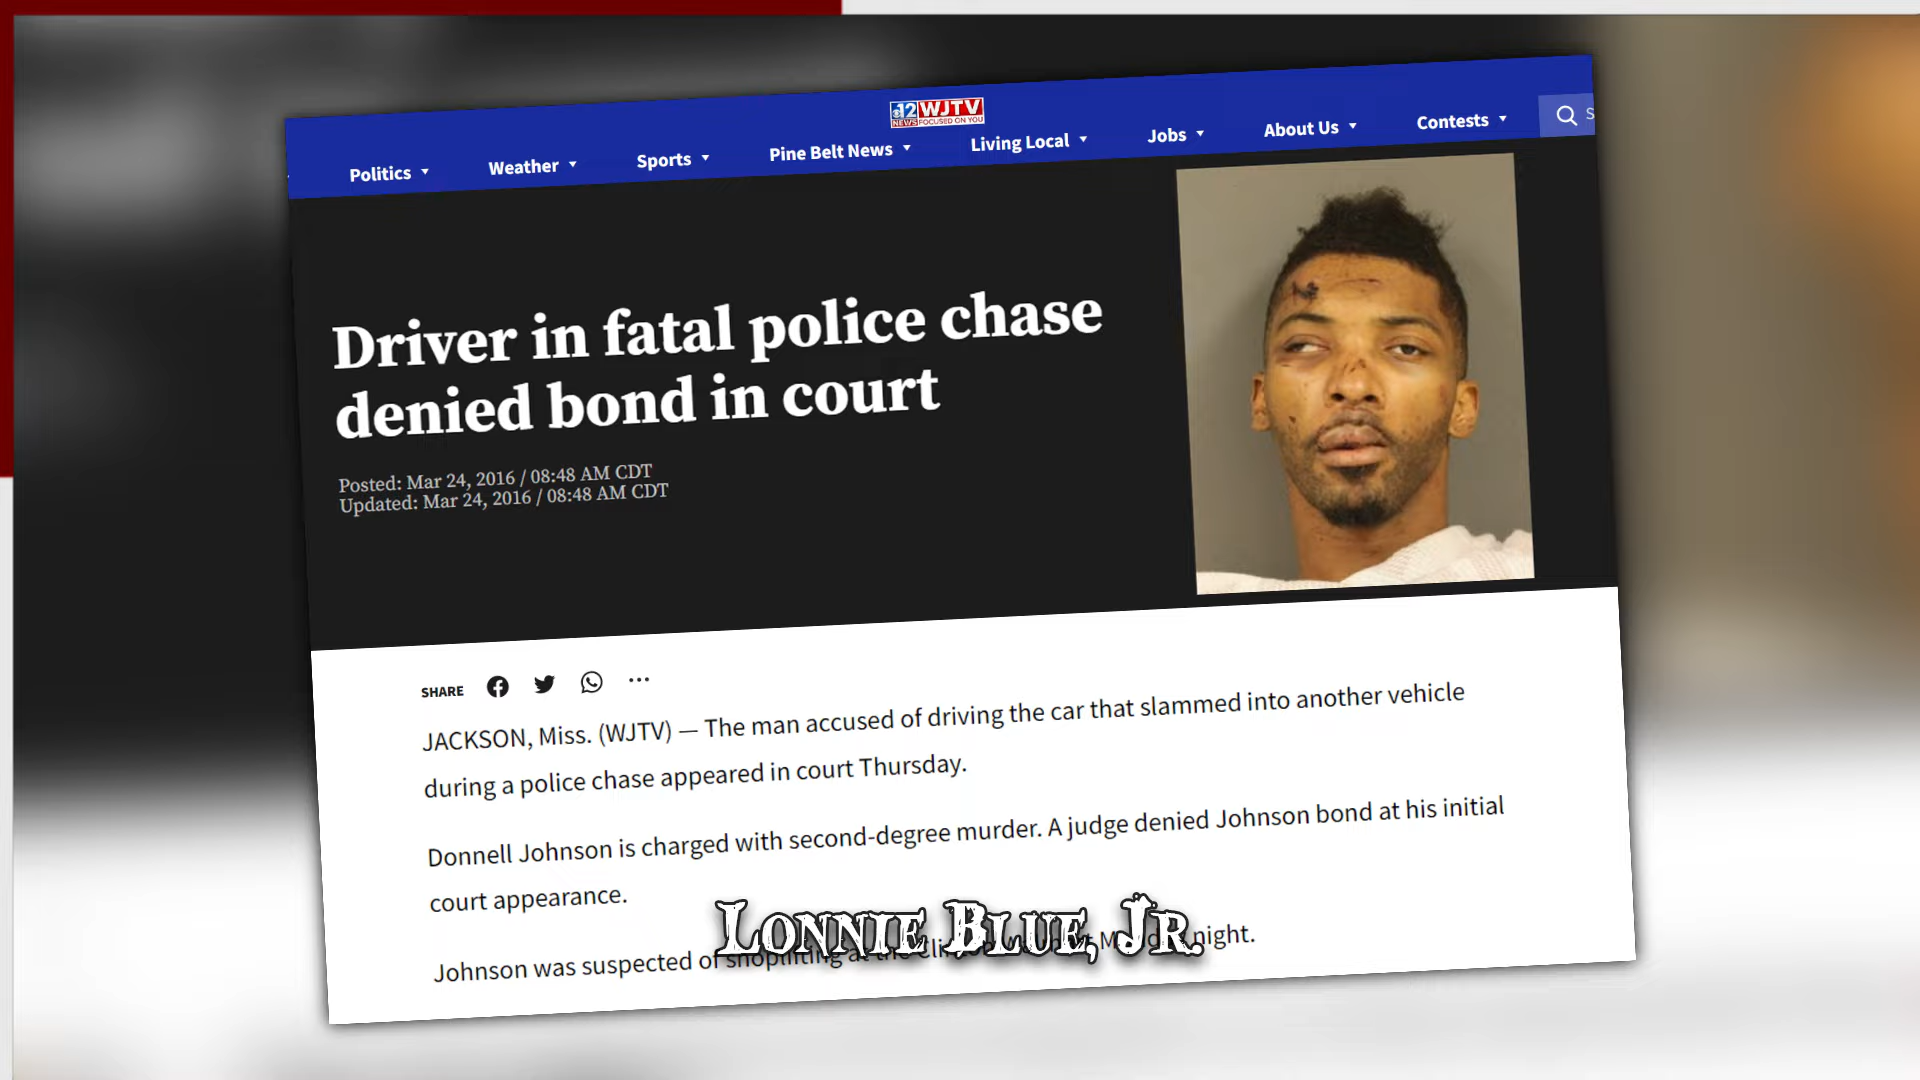 12 WJTV
NEWS FOCUSED ON YOU
Politics Weather Sports Pine Belt News Living Local Jobs About Us Contests S
Driver in fatal police chase
denied bond in court
Posted: Mar 24, 2016 / 08:48 AM CDT
Updated: Mar 24, 2016 / 08:48 AM CDT
SHARE
JACKSON, Miss. (WJTV) — The man accused of driving the car that slammed into another vehicle
during a police chase appeared in court Thursday.
Donnell Johnson is charged with second-degree murder. A judge denied Johnson bond at his initial
court appearance.
Johnson was suspected of shoplifting at the night.
Lonnie Blue, Jr.